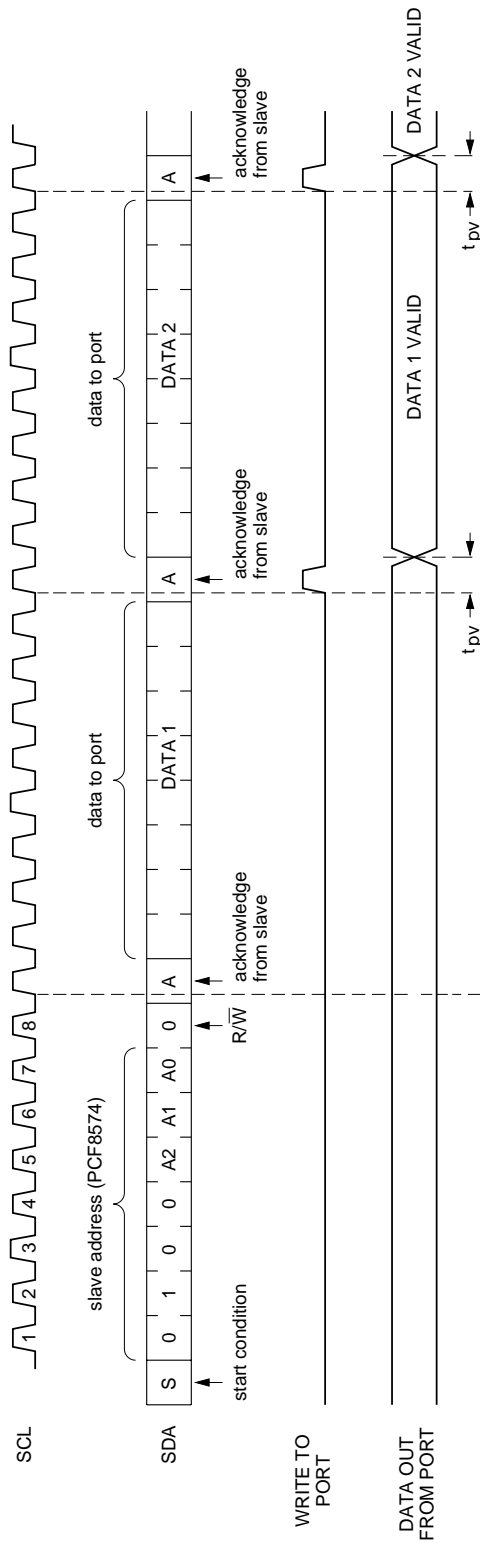 SCL
1 2 3 4 5 6 7 8
slave address (PCF8574)
data to port
data to port
SDA
S 0 1 0 0 A2 A1 A0 0 A DATA 1 A DATA 2 A
start condition
R/W̅
acknowledge
from slave
acknowledge
from slave
acknowledge
from slave
WRITE TO
PORT
DATA OUT
FROM PORT
DATA 1 VALID
DATA 2 VALID
tpv
tpv